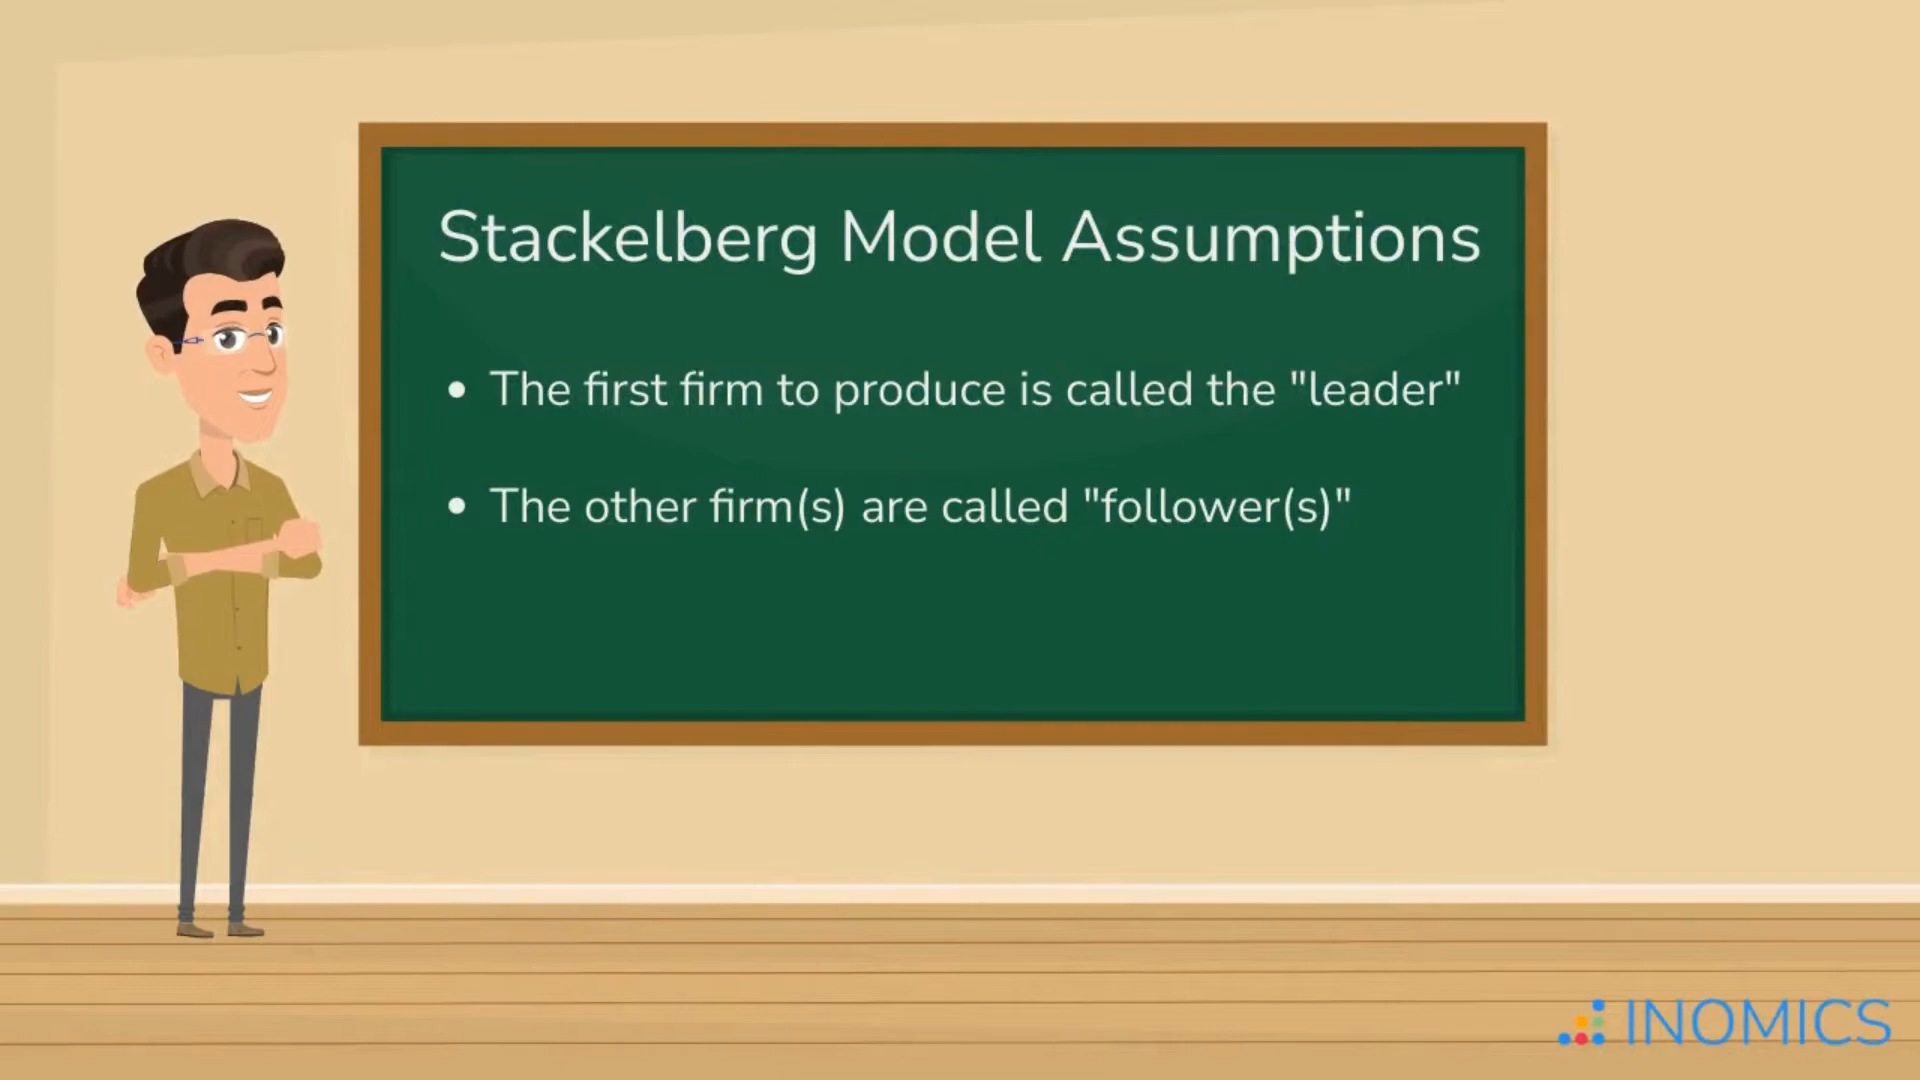 Stackelberg Model Assumptions
• The first firm to produce is called the "leader"
• The other firm(s) are called "follower(s)"
INOMICS